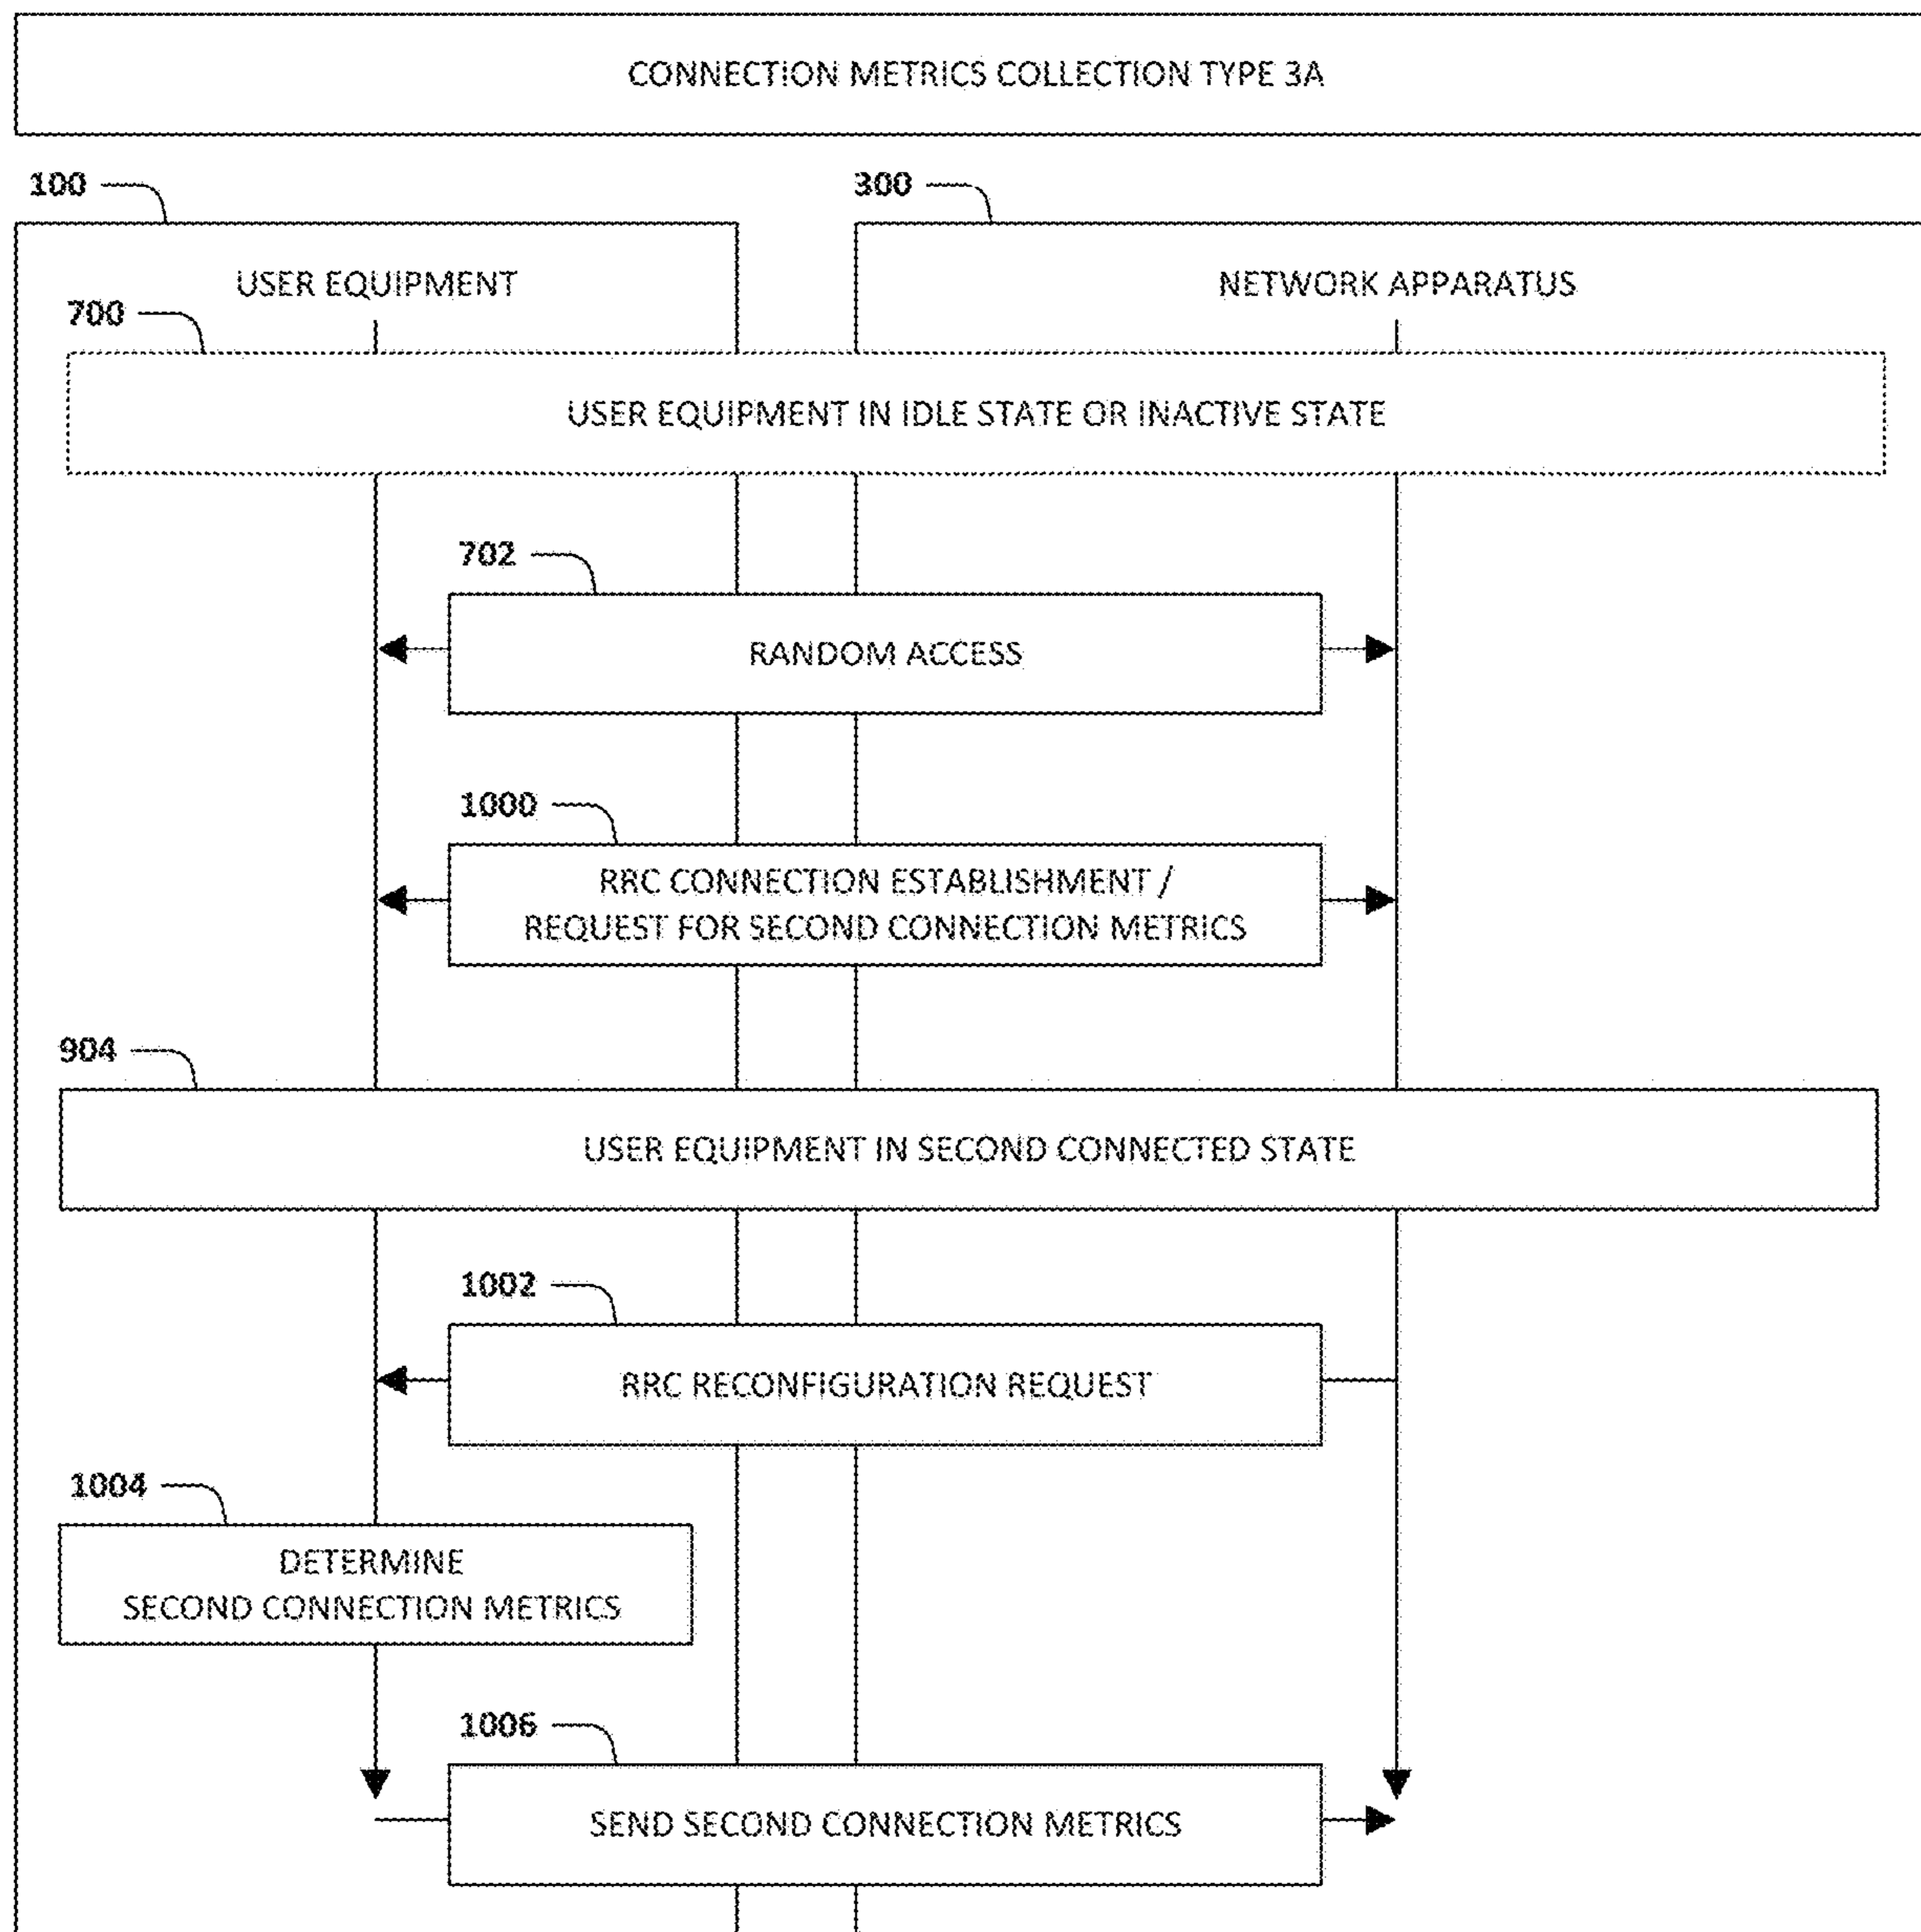 CONNECTION METRICS COLLECTION TYPE 3A
100
300
USER EQUIPMENT
NETWORK APPARATUS
700
USER EQUIPMENT IN IDLE STATE OR INACTIVE STATE
702
RANDOM ACCESS
1000
RRC CONNECTION ESTABLISHMENT /
REQUEST FOR SECOND CONNECTION METRICS
904
USER EQUIPMENT IN SECOND CONNECTED STATE
1002
RRC RECONFIGURATION REQUEST
1004
DETERMINE
SECOND CONNECTION METRICS
1006
SEND SECOND CONNECTION METRICS